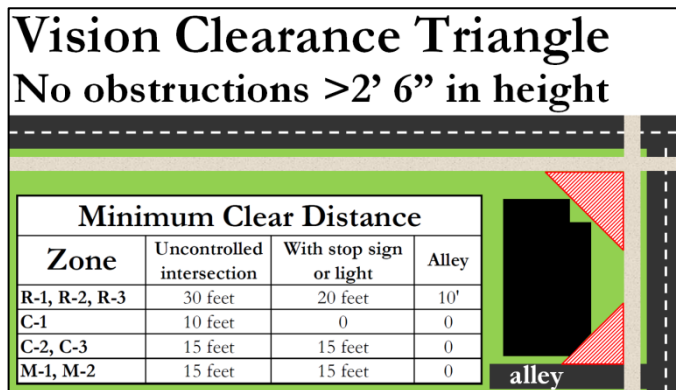 Vision Clearance Triangle
No obstructions >2’ 6” in height
Minimum Clear Distance
Zone Uncontrolled intersection With stop sign or light Alley
R-1, R-2, R-3 30 feet 20 feet 10'
C-1 10 feet 0 0
C-2, C-3 15 feet 15 feet 0
M-1, M-2 15 feet 15 feet 0
alley